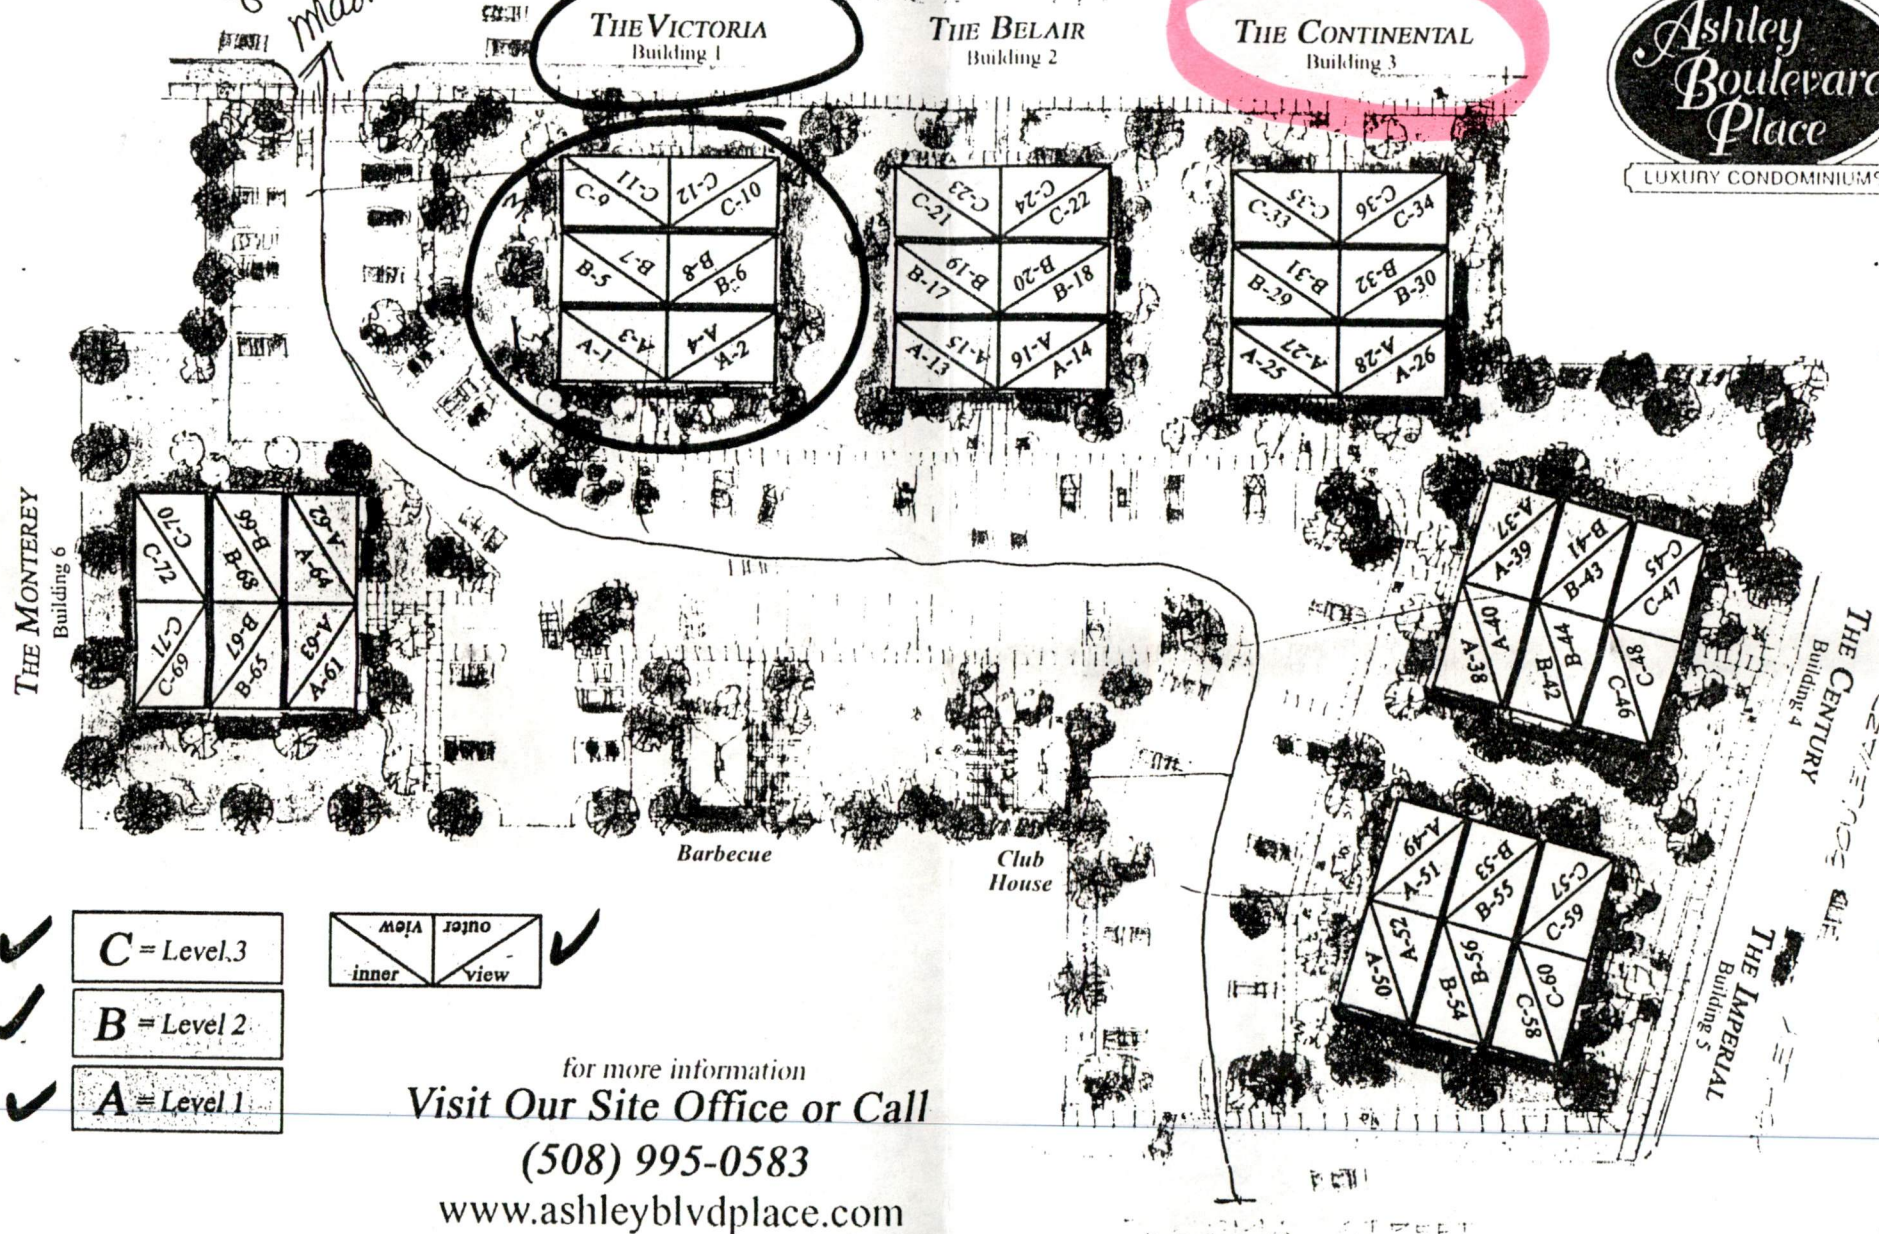 THE VICTORIA
Building 1
THE BELAIR
Building 2
THE CONTINENTAL
Building 3
Ashley
Boulevard
Place
LUXURY CONDOMINIUMS
C-9 C-11 C-12 C-10
B-5 B-7 B-8 B-6
A-1 A-3 A-4 A-2
C-21 C-23 C-24 C-22
B-17 B-19 B-20 B-18
A-13 A-15 A-16 A-14
C-33 C-35 C-36 C-34
B-29 B-31 B-32 B-30
A-25 A-27 A-28 A-26
THE MONTEREY
Building 6
C-70 B-66 A-62
C-72 B-68 A-64
C-71 B-67 A-63
C-69 B-65 A-61
A-37 B-41 C-45
A-39 B-43 C-47
A-40 B-44 C-48
A-38 B-42 C-46
THE CENTURY
Building 4
A-49 B-53 C-57
A-51 B-55 C-59
A-52 B-56 C-60
A-50 B-54 C-58
THE IMPERIAL
Building 5
Barbecue
Club
House
C = Level 3
B = Level 2
A = Level 1
view outer
inner view
for more information
Visit Our Site Office or Call
(508) 995-0583
www.ashleyblvdplace.com